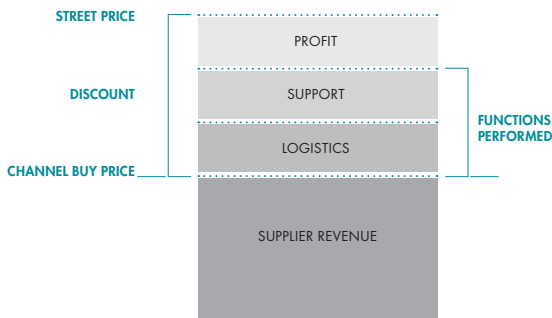 STREET PRICE
PROFIT
DISCOUNT
SUPPORT
FUNCTIONS
PERFORMED
LOGISTICS
CHANNEL BUY PRICE
SUPPLIER REVENUE